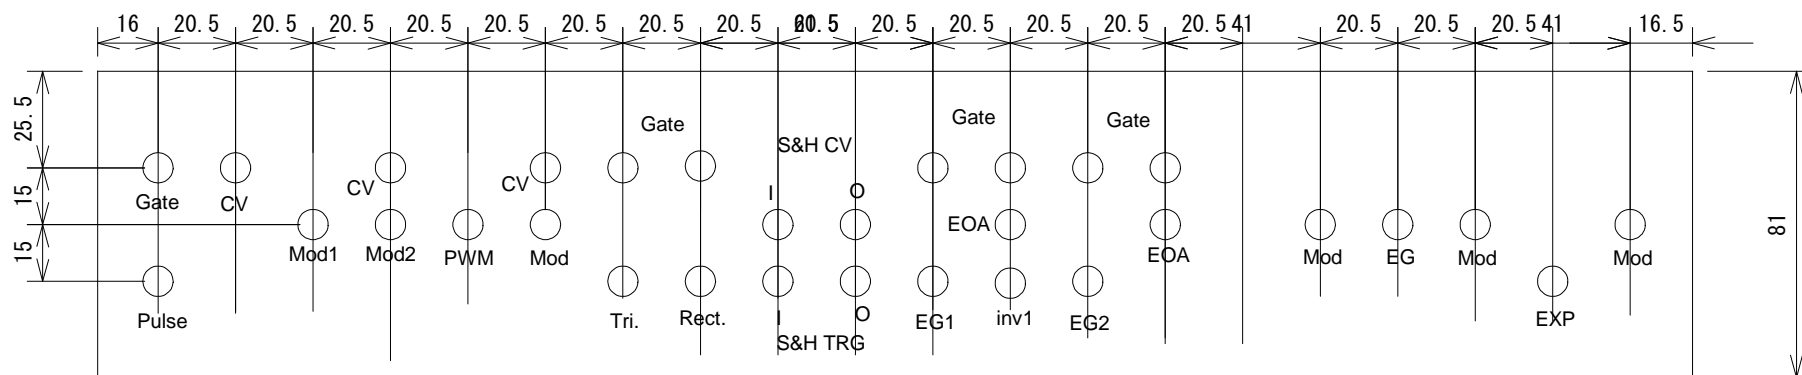 16 20.5 20.5 20.5 20.5 20.5 20.5 20.5 20.5 20.5 20.5 20.5 20.5 20.5 41 20.5 20.5 20.5 41 16.5
25.5
15
15
81
Gate Gate Gate
S&H CV
Gate CV CV CV I O
Mod1 Mod2 PWM Mod EOA EOA Mod EG Mod Mod
Pulse Tri. Rect. I O EG1 inv1 EG2 EXP
S&H TRG